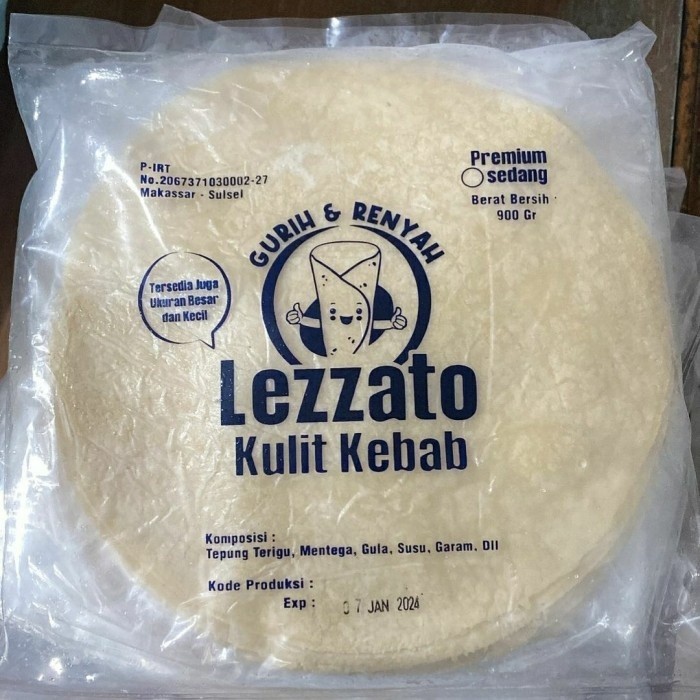 P-IRT
No.2067371030002-27
Makassar - Sulsel
Premium
sedang
Berat Bersih
900 Gr
GURIH & RENYAH
Tersedia Juga
Ukuran Besar
dan Kecil
Lezzato
Kulit Kebab
Komposisi :
Tepung Terigu, Mentega, Gula, Susu, Garam, Dll
Kode Produksi :
Exp : 07 JAN 2024